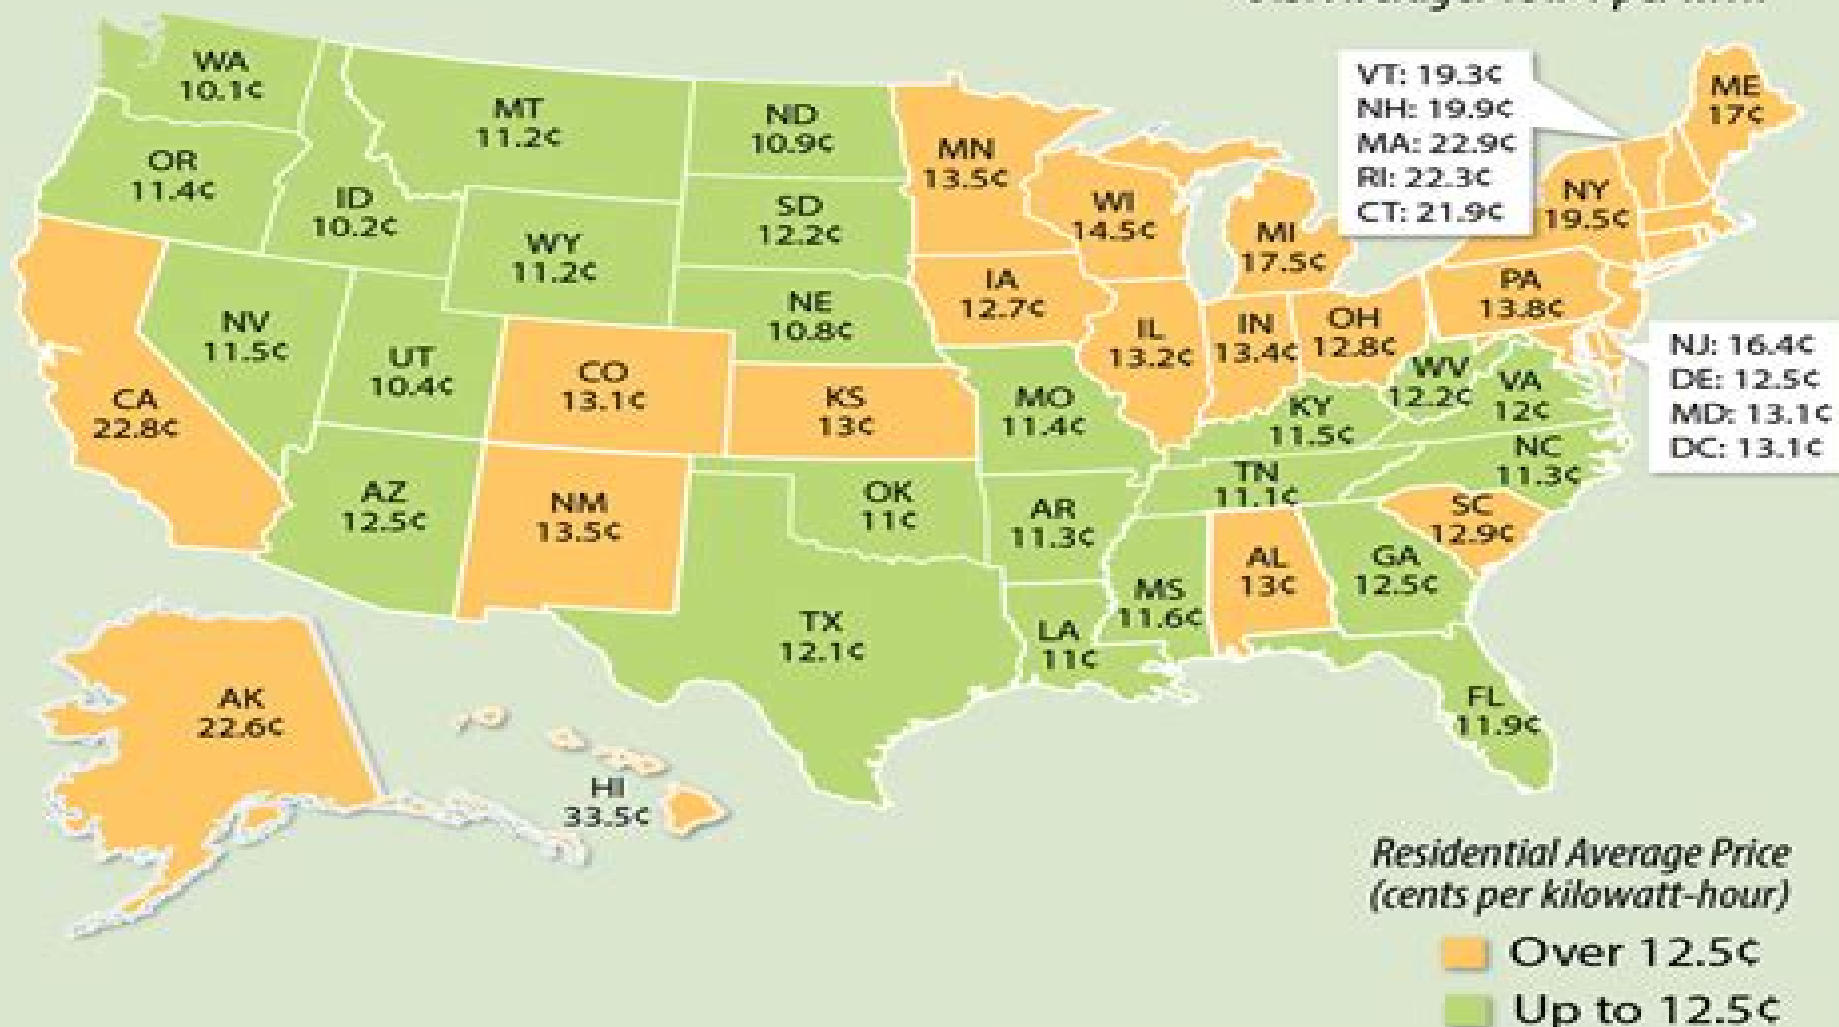 WA
10.1¢
MT
11.2¢
ND
10.9¢
MN
13.5¢
VT: 19.3¢
NH: 19.9¢
MA: 22.9¢
RI: 22.3¢
CT: 21.9¢
ME
17¢
OR
11.4¢
ID
10.2¢
WY
11.2¢
SD
12.2¢
WI
14.5¢
MI
17.5¢
NY
19.5¢
NV
11.5¢
UT
10.4¢
NE
10.8¢
IA
12.7¢
IL
13.2¢
IN
13.4¢
OH
12.8¢
PA
13.8¢
NJ: 16.4¢
DE: 12.5¢
MD: 13.1¢
DC: 13.1¢
CA
22.8¢
CO
13.1¢
KS
13¢
MO
11.4¢
KY
11.5¢
WV
12.2¢
VA
12¢
NC
11.3¢
TN
11.1¢
AZ
12.5¢
NM
13.5¢
OK
11¢
AR
11.3¢
SC
12.9¢
MS
11.6¢
AL
13¢
GA
12.5¢
TX
12.1¢
LA
11¢
FL
11.9¢
AK
22.6¢
HI
33.5¢
Residential Average Price
(cents per kilowatt-hour)
Over 12.5¢
Up to 12.5¢